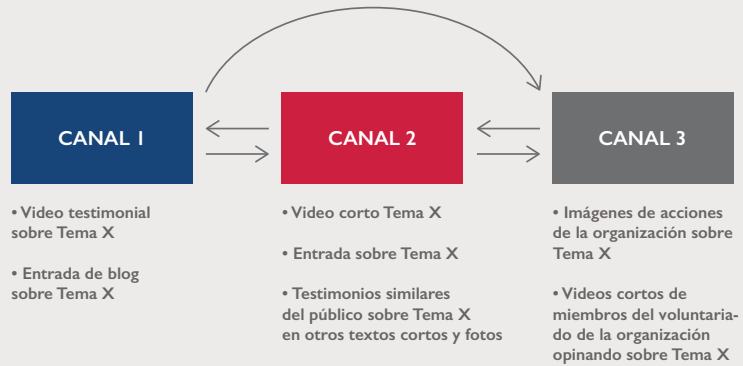 CANAL 1
CANAL 2
CANAL 3
• Video testimonial
sobre Tema X
• Entrada de blog
sobre Tema X
• Video corto Tema X
• Entrada sobre Tema X
• Testimonios similares
del público sobre Tema X
en otros textos cortos y fotos
• Imágenes de acciones
de la organización sobre
Tema X
• Videos cortos de
miembros del voluntaria-
do de la organización
opinando sobre Tema X